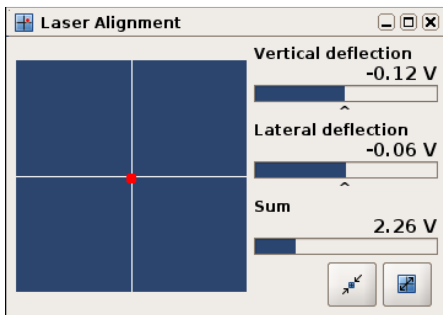 Laser Alignment
Vertical deflection
-0.12 V
Lateral deflection
-0.06 V
Sum
2.26 V